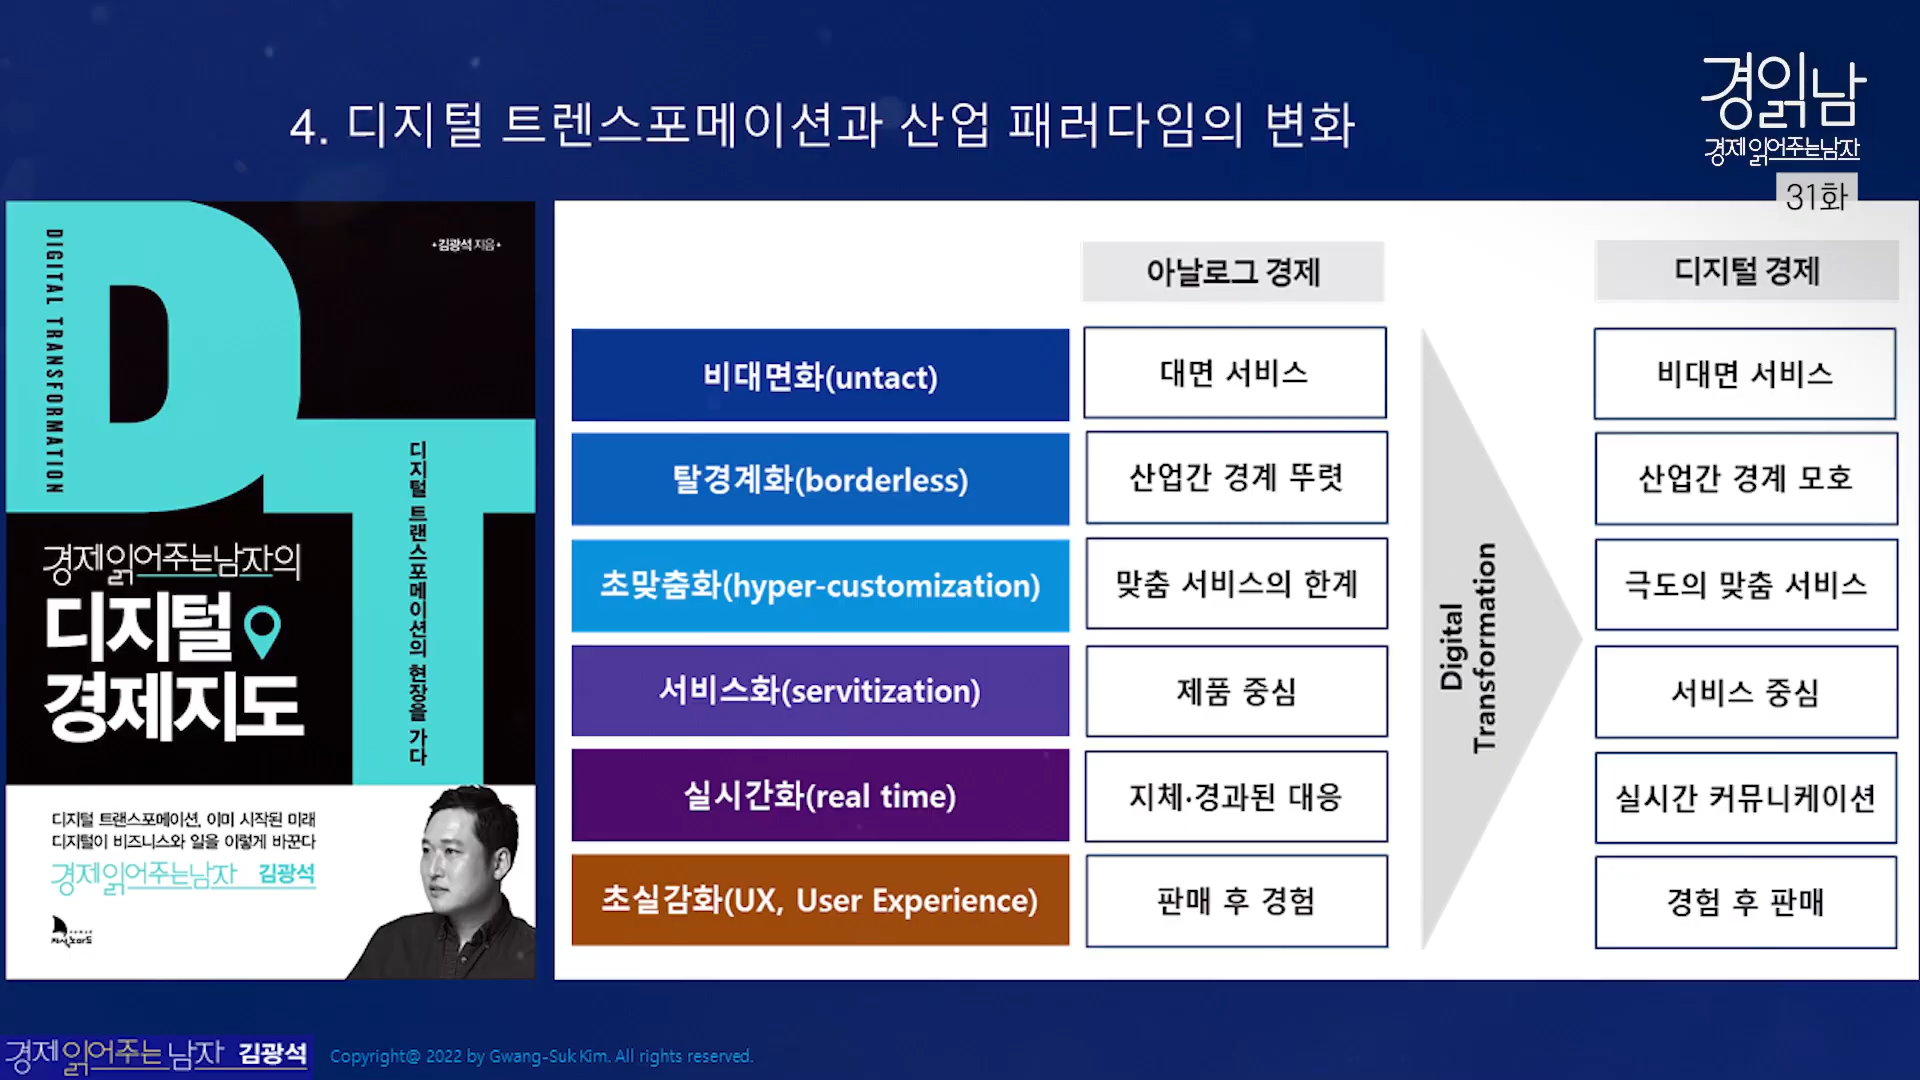 4. 디지털 트렌스포메이션과 산업 패러다임의 변화
경읽남
경제읽어주는남자
31화
DIGITAL TRANSFORMATION
•김광석 지음•
디지털 트랜스포메이션의 현장을 가다
경제읽어주는남자의
디지털
경제지도
디지털 트랜스포메이션, 이미 시작된 미래
디지털이 비즈니스와 일을 이렇게 바꾼다
경제읽어주는남자 김광석
지식노마드
아날로그 경제
디지털 경제
비대면화(untact)
대면 서비스
비대면 서비스
탈경계화(borderless)
산업간 경계 뚜렷
산업간 경계 모호
초맞춤화(hyper-customization)
맞춤 서비스의 한계
극도의 맞춤 서비스
서비스화(servitization)
제품 중심
서비스 중심
실시간화(real time)
지체·경과된 대응
실시간 커뮤니케이션
초실감화(UX, User Experience)
판매 후 경험
경험 후 판매
Digital
Transformation
경제읽어주는남자 김광석
Copyright@ 2022 by Gwang-Suk Kim. All rights reserved.